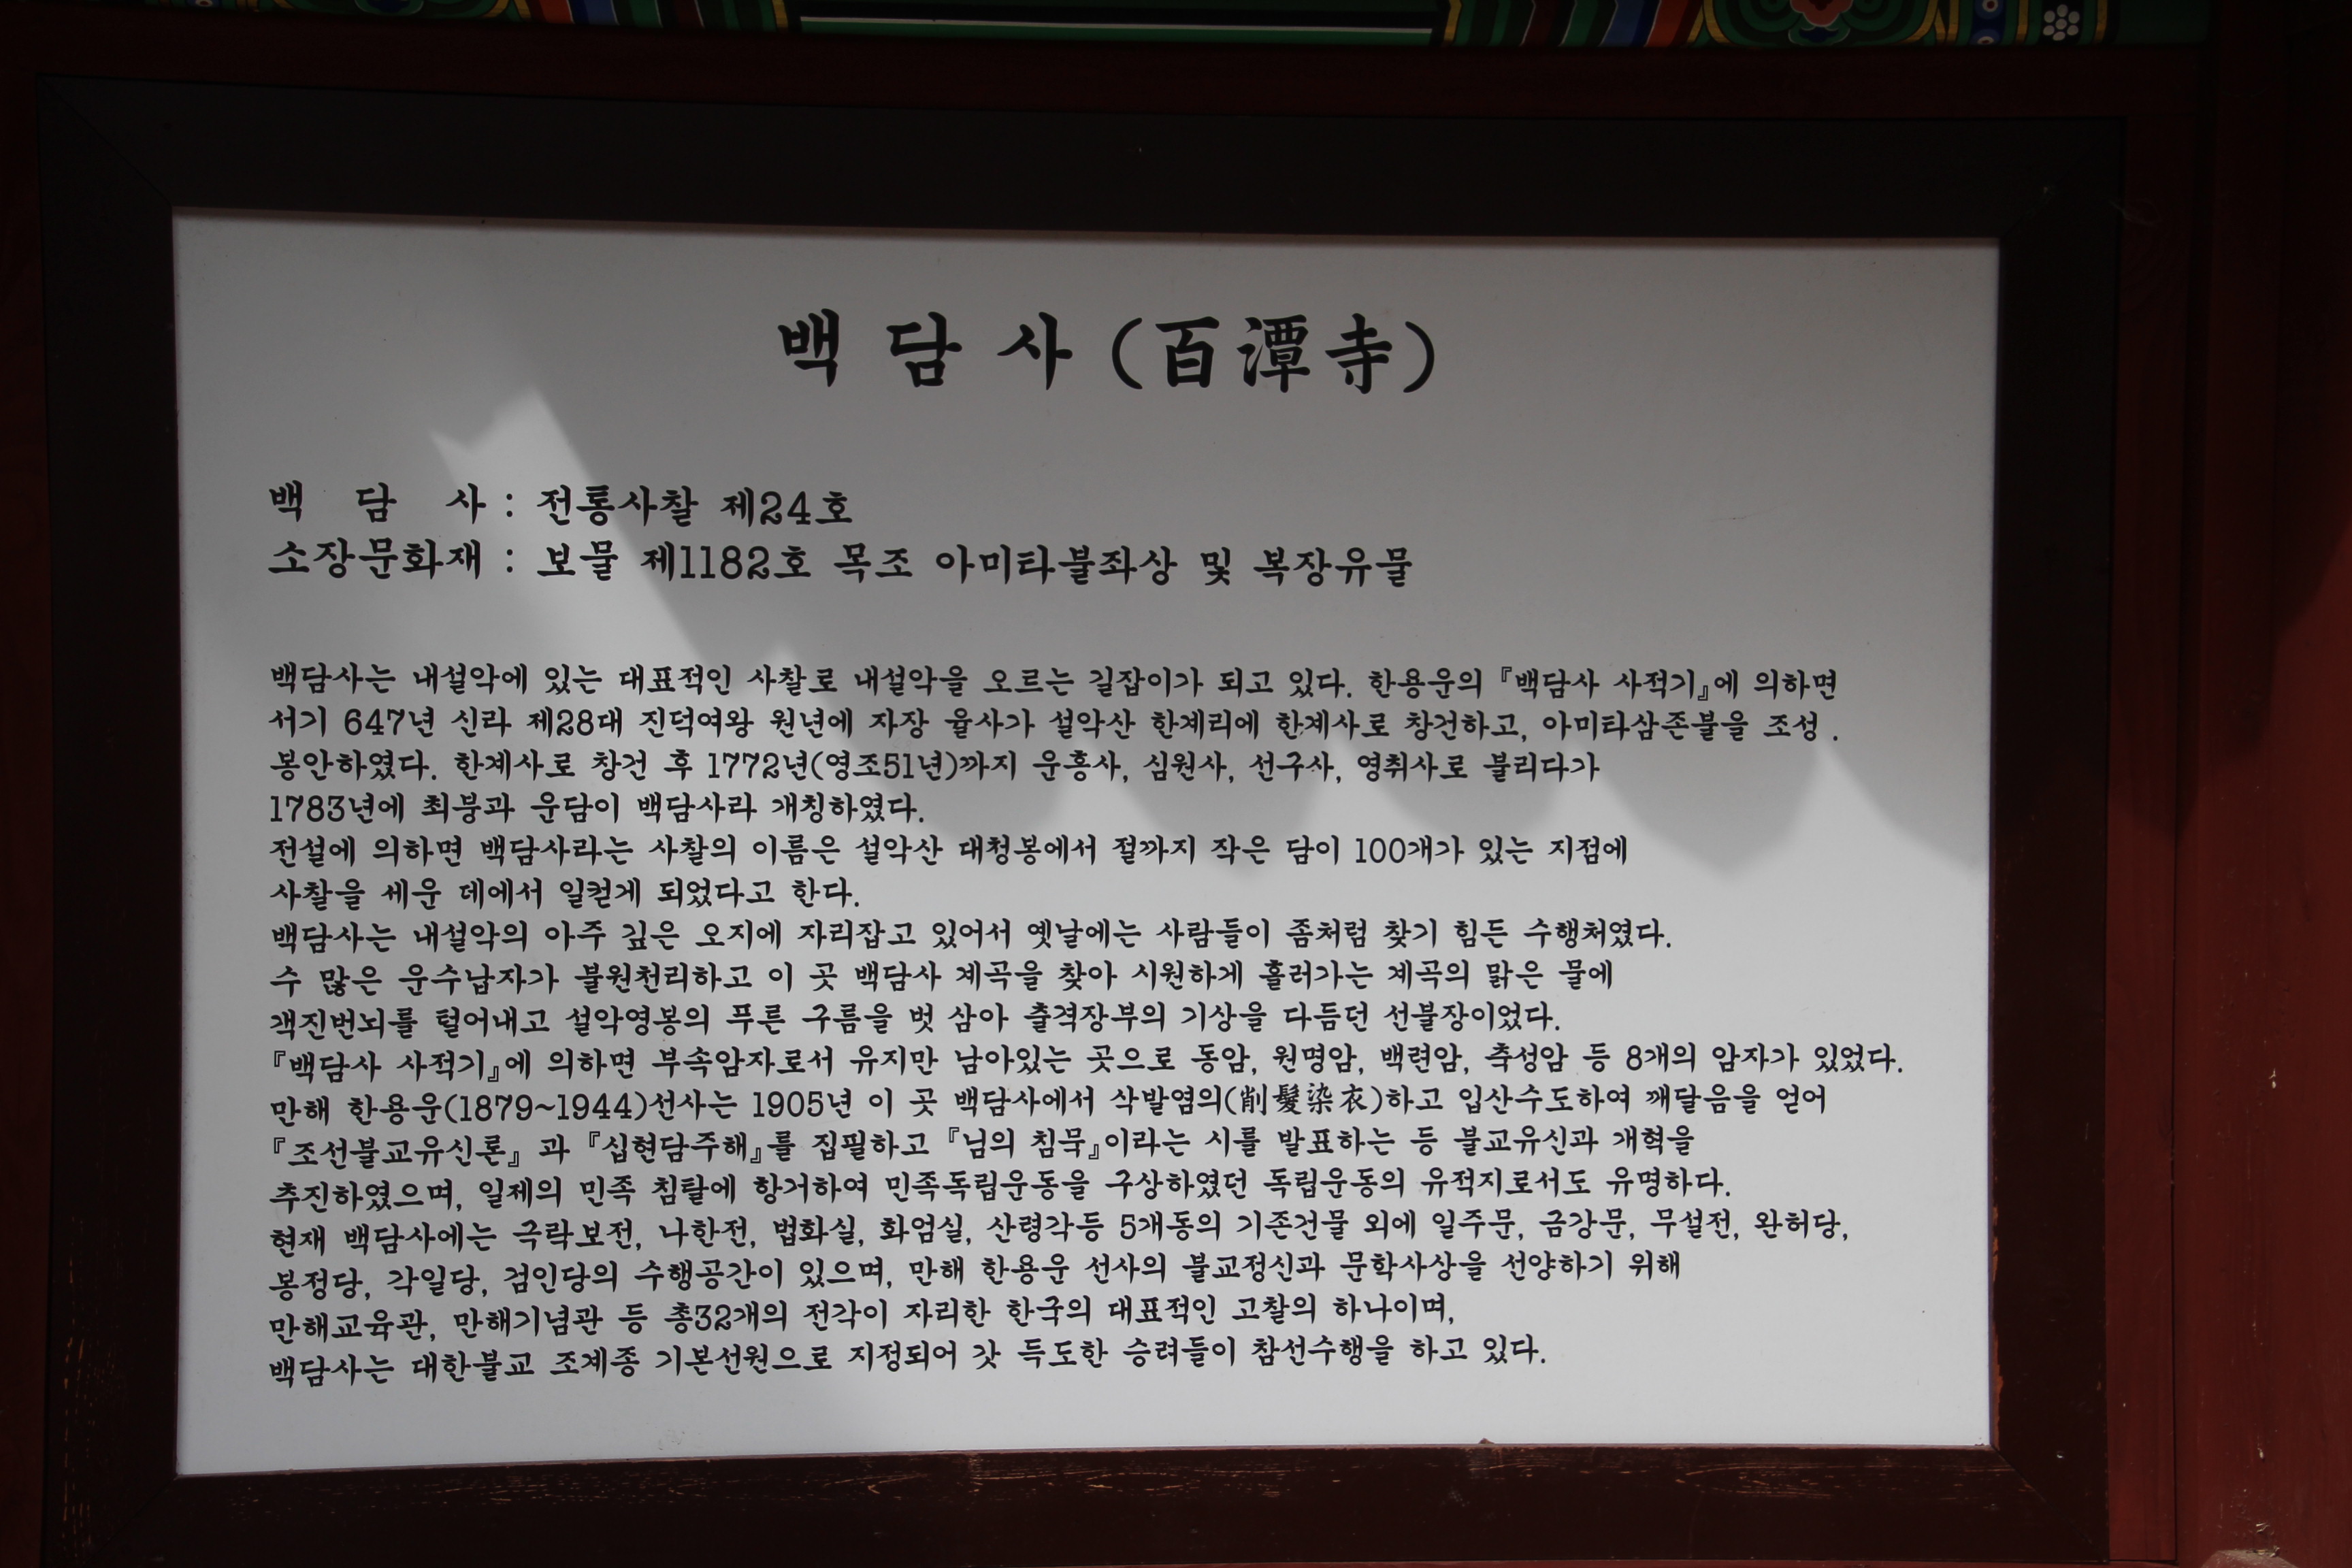 백 담 사 (百潭寺)
백 담 사 : 전통사찰 제24호
소장문화재 : 보물 제1182호 목조 아미타불좌상 및 복장유물
백담사는 내설악에 있는 대표적인 사찰로 내설악을 오르는 길잡이가 되고 있다. 한용운의 『백담사 사적기』에 의하면
서기 647년 신라 제28대 진덕여왕 원년에 자장 율사가 설악산 한계리에 한계사로 창건하고, 아미타삼존불을 조성 .
봉안하였다. 한계사로 창건 후 1772년(영조51년)까지 운흥사, 심원사, 선구사, 영취사로 불리다가
1783년에 최붕과 운담이 백담사라 개칭하였다.
전설에 의하면 백담사라는 사찰의 이름은 설악산 대청봉에서 절까지 작은 담이 100개가 있는 지점에
사찰을 세운 데에서 일컫게 되었다고 한다.
백담사는 내설악의 아주 깊은 오지에 자리잡고 있어서 옛날에는 사람들이 좀처럼 찾기 힘든 수행처였다.
수 많은 운수납자가 불원천리하고 이 곳 백담사 계곡을 찾아 시원하게 흘러가는 계곡의 맑은 물에
객진번뇌를 털어내고 설악영봉의 푸른 구름을 벗 삼아 출격장부의 기상을 다듬던 선불장이었다.
『백담사 사적기』에 의하면 부속암자로서 유지만 남아있는 곳으로 동암, 원명암, 백련암, 축성암 등 8개의 암자가 있었다.
만해 한용운(1879~1944)선사는 1905년 이 곳 백담사에서 삭발염의(削髮染衣)하고 입산수도하여 깨달음을 얻어
『조선불교유신론』 과 『십현담주해』를 집필하고 『님의 침묵』이라는 시를 발표하는 등 불교유신과 개혁을
추진하였으며, 일제의 민족 침탈에 항거하여 민족독립운동을 구상하였던 독립운동의 유적지로서도 유명하다.
현재 백담사에는 극락보전, 나한전, 법화실, 화엄실, 산령각등 5개동의 기존건물 외에 일주문, 금강문, 무설전, 완허당,
봉정당, 각일당, 검인당의 수행공간이 있으며, 만해 한용운 선사의 불교정신과 문학사상을 선양하기 위해
만해교육관, 만해기념관 등 총32개의 전각이 자리한 한국의 대표적인 고찰의 하나이며,
백담사는 대한불교 조계종 기본선원으로 지정되어 갓 득도한 승려들이 참선수행을 하고 있다.